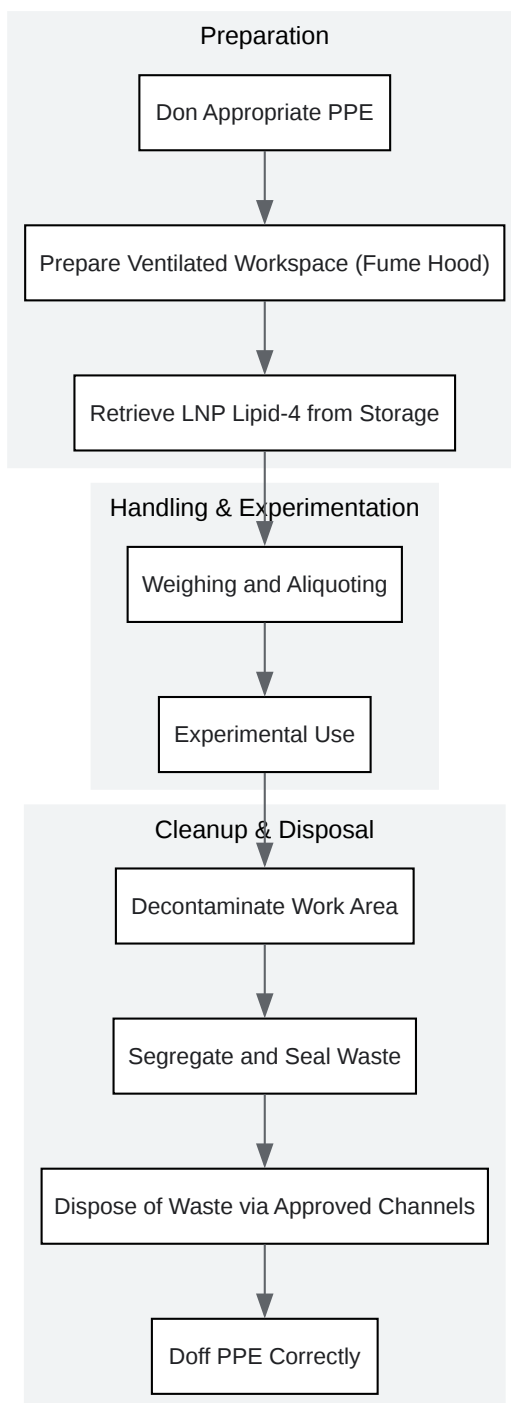 Preparation
Don Appropriate PPE
Prepare Ventilated Workspace (Fume Hood)
Retrieve LNP Lipid-4 from Storage
Handling & Experimentation
Weighing and Aliquoting
Experimental Use
Cleanup & Disposal
Decontaminate Work Area
Segregate and Seal Waste
Dispose of Waste via Approved Channels
Doff PPE Correctly